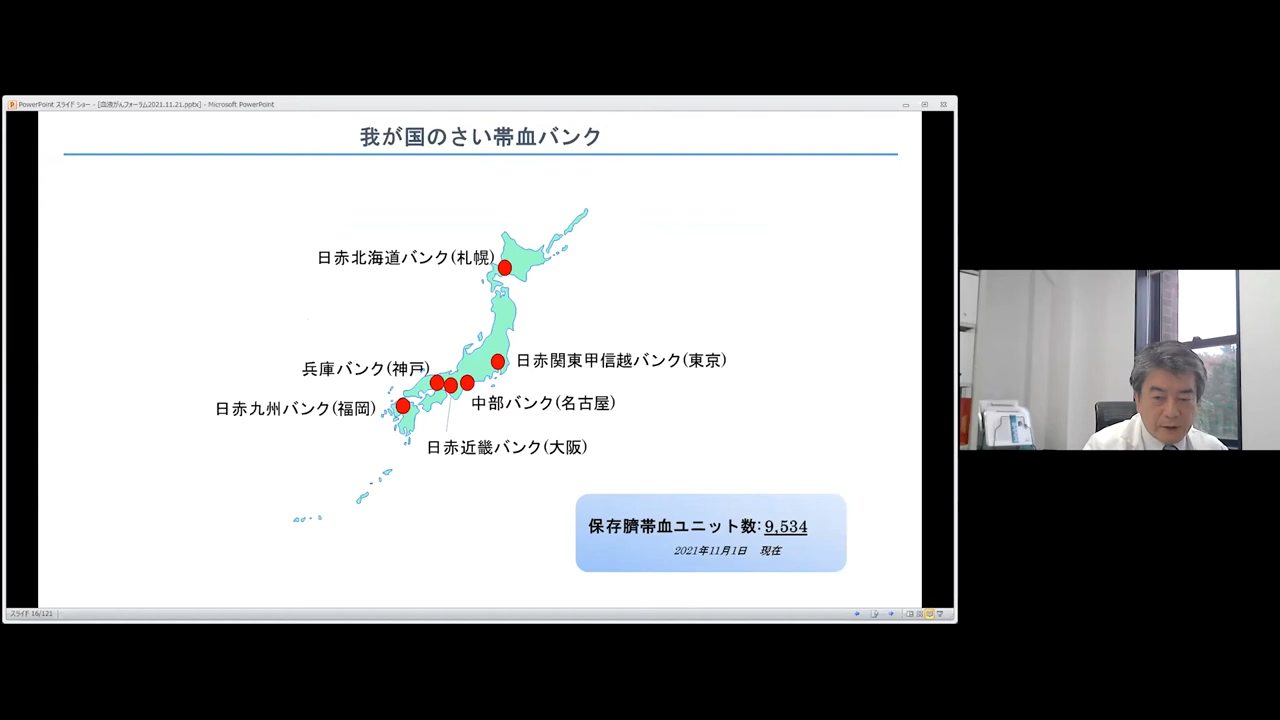 PowerPoint スライド ショー - [血液がんフォーラム2021.11.21.pptx] - Microsoft PowerPoint
我が国のさい帯血バンク
日赤北海道バンク(札幌)
日赤関東甲信越バンク(東京)
兵庫バンク(神戸)
中部バンク(名古屋)
日赤九州バンク(福岡)
日赤近畿バンク(大阪)
保存臍帯血ユニット数: 9,534
2021年11月1日 現在
スライド 16/121